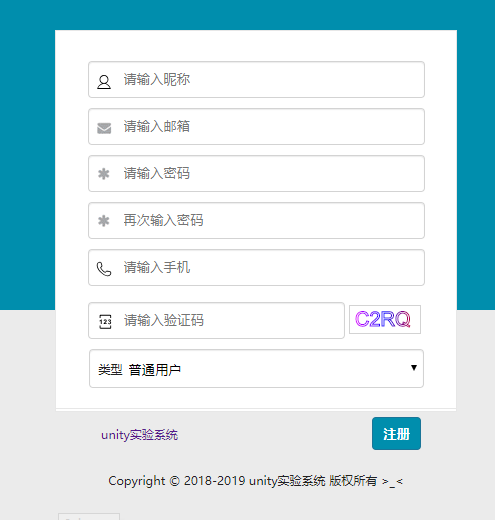 请输入昵称
请输入邮箱
请输入密码
再次输入密码
请输入手机
123 请输入验证码 C2RQ
类型 普通用户
unity实验系统 注册
Copyright © 2018-2019 unity实验系统 版权所有 >_<